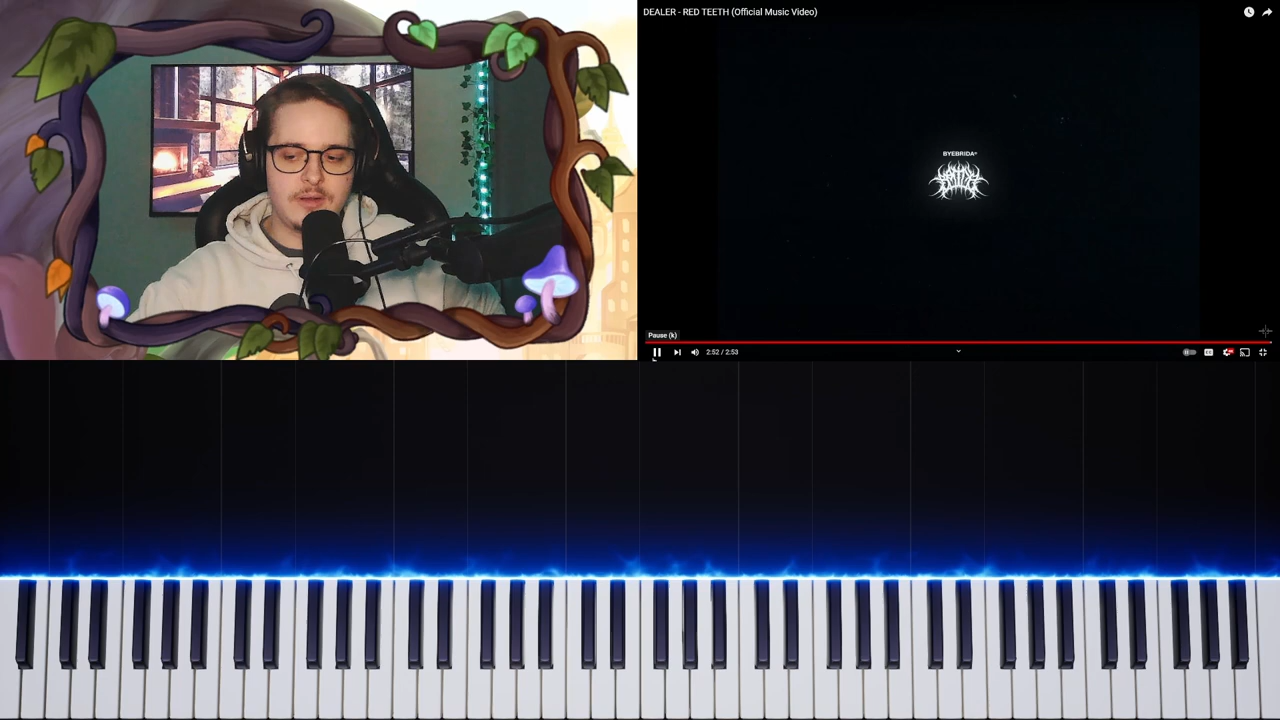 DEALER - RED TEETH (Official Music Video)
BYEBRIDA
Pause (k)
2:52 / 2:53